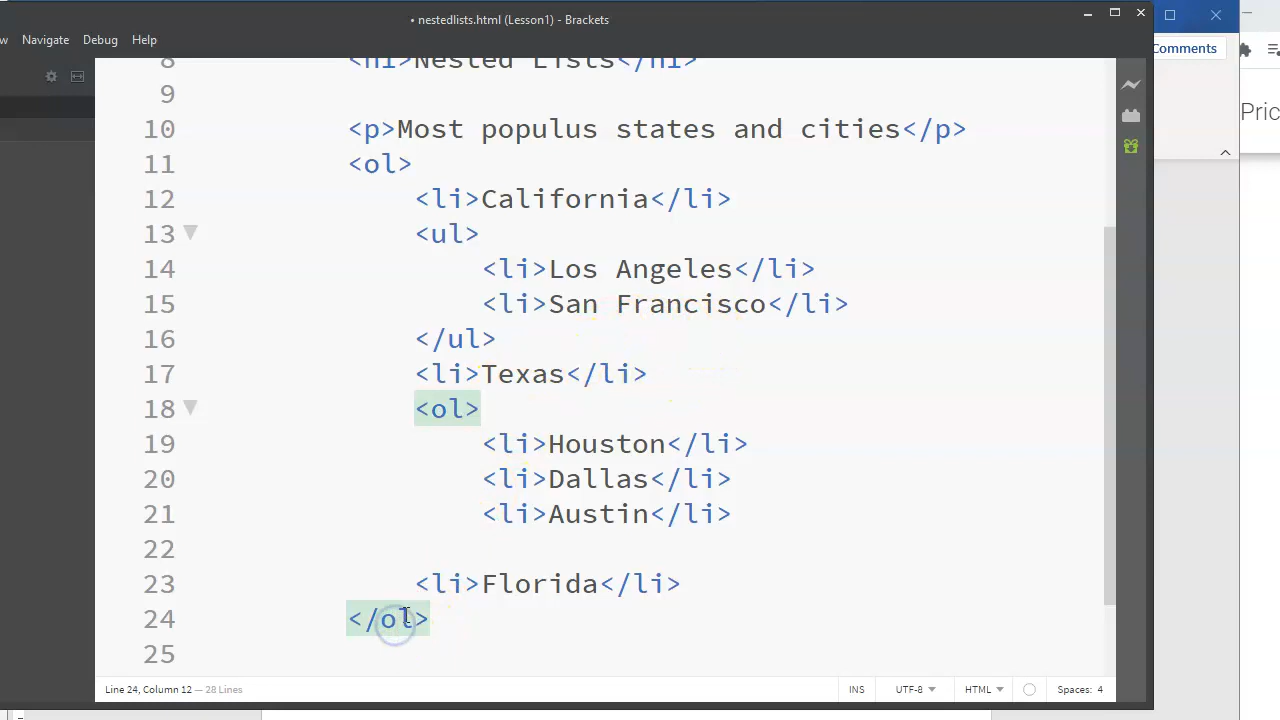 • nestedlists.html (Lesson1) - Brackets
w Navigate Debug Help
Comments
Pric
8 <h1>Nested Lists</h1>
9
10 <p>Most populus states and cities</p>
11 <ol>
12 <li>California</li>
13 <ul>
14 <li>Los Angeles</li>
15 <li>San Francisco</li>
16 </ul>
17 <li>Texas</li>
18 <ol>
19 <li>Houston</li>
20 <li>Dallas</li>
21 <li>Austin</li>
22
23 <li>Florida</li>
24 </ol>
25
Line 24, Column 12 — 28 Lines
INS UTF-8 HTML Spaces: 4